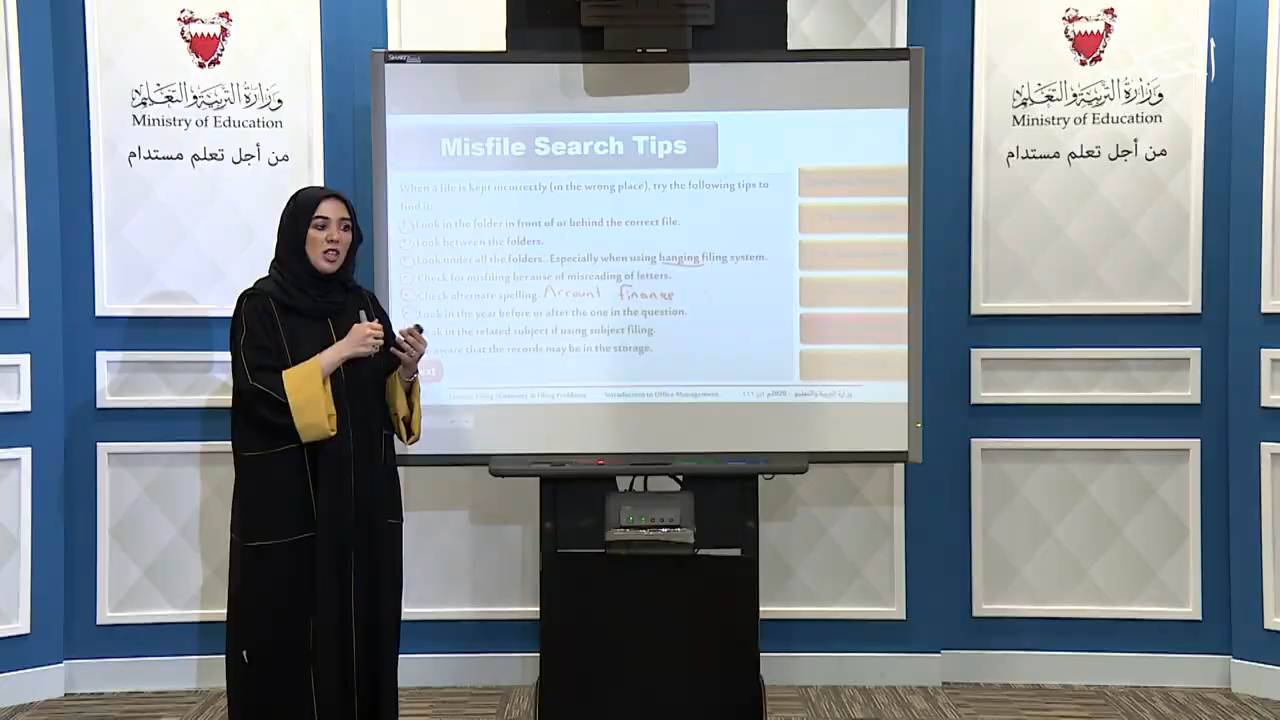 وزارة التربية والتعليم
Ministry of Education
من أجل تعلم مستدام
وزارة التربية والتعليم
Ministry of Education
من أجل تعلم مستدام
Misfile Search Tips
When a file is kept incorrectly (in the wrong place), try the following tips to
find it:
Look in the folder in front of or behind the correct file.
Look between the folders.
Look under all the folders. Especially when using hanging filing system.
Check for misfiling because of misreading of letters.
Check alternate spelling. Account finance
Look in the year before or after the one in the question.
in the related subject if using subject filing.
aware that the records may be in the storage.
Filing Stationery & Filing Problems Introduction to Office Management وزارة التربية والتعليم - 2020م